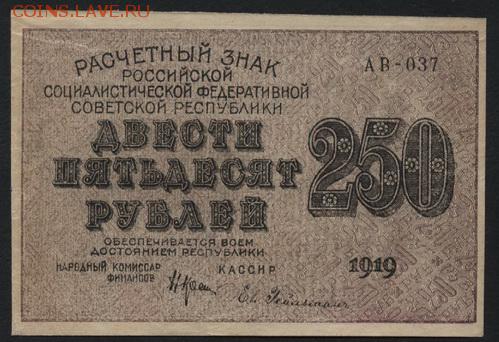 COINS.LAVE.RU
РАСЧЕТНЫЙ ЗНАК
РОССИЙСКОЙ
СОЦИАЛИСТИЧЕСКОЙ ФЕДЕРАТИВНОЙ
СОВЕТСКОЙ РЕСПУБЛИКИ
АВ-037
ДВЕСТИ
ПЯТЬДЕСЯТ
РУБЛЕЙ
250
ОБЕСПЕЧИВАЕТСЯ ВСЕМ
ДОСТОЯНИЕМ РЕСПУБЛИКИ
НАРОДНЫЙ КОМИССАР
ФИНАНСОВ
КАССИР
1919